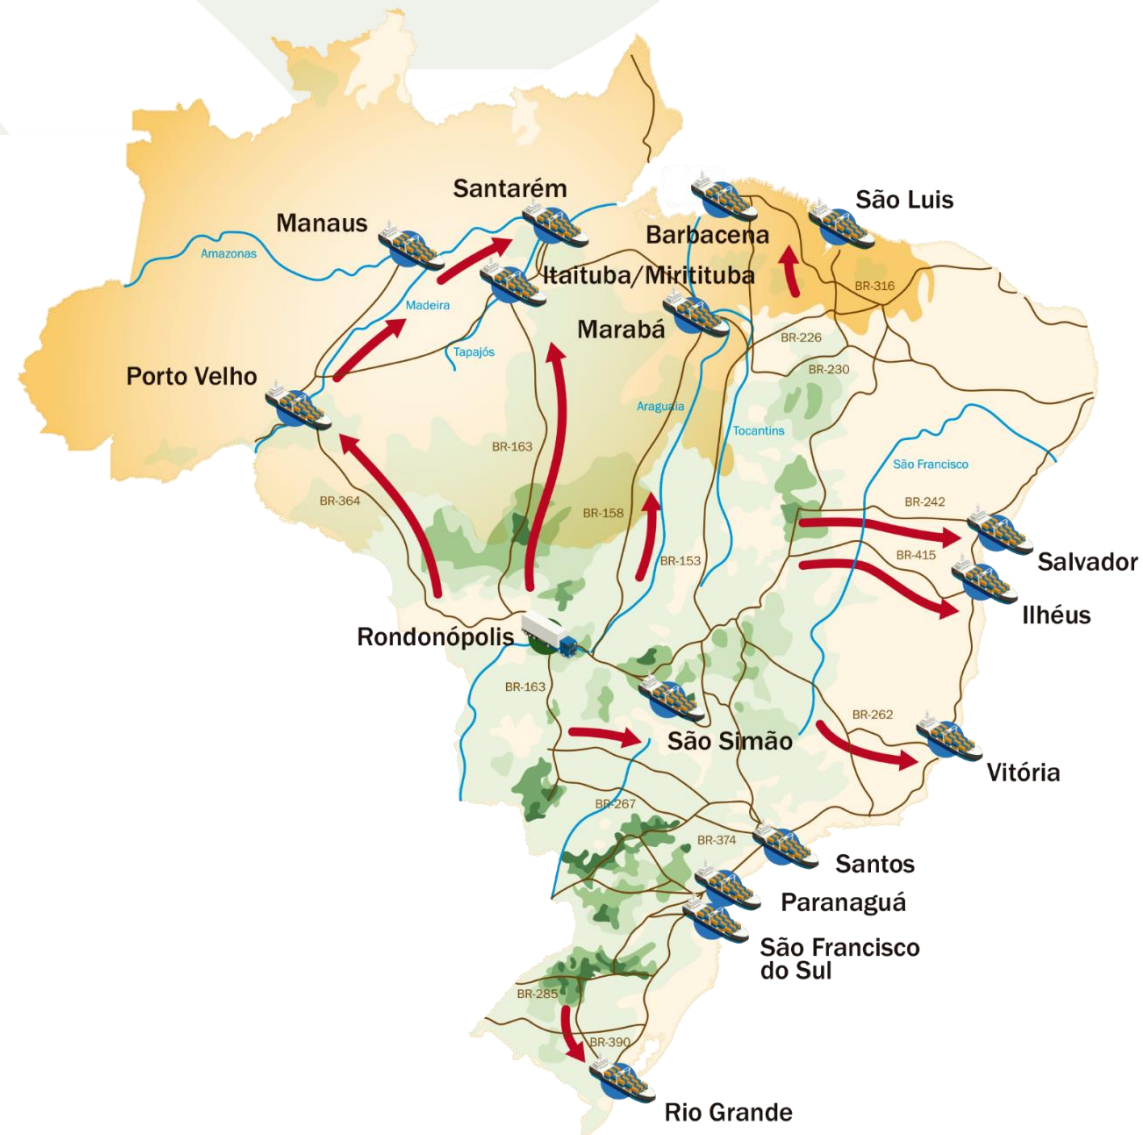 Santarém
São Luis
Manaus
Barbacena
Amazonas
Itaituba/Miritituba
BR-316
Madeira
Marabá
BR-226
Tapajós
BR-230
Porto Velho
Araguaia
Tocantins
BR-163
São Francisco
BR-364
BR-158
BR-242
BR-415
BR-153
Salvador
Ilhéus
Rondonópolis
BR-163
BR-262
São Simão
Vitória
BR-267
BR-374
Santos
Paranaguá
São Francisco
do Sul
BR-285
BR-390
Rio Grande